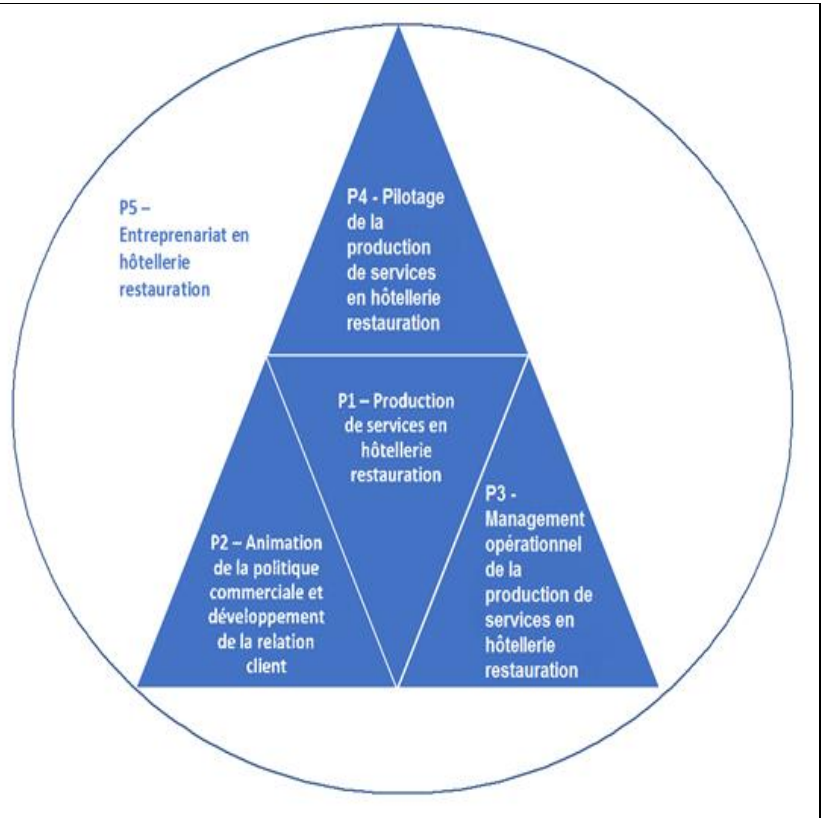 P5 –
Entreprenariat en
hôtellerie
restauration
P4 - Pilotage
de la
production
de services
en hôtellerie
restauration
P1 – Production
de services en
hôtellerie
restauration
P2 – Animation
de la politique
commerciale et
développement
de la relation
client
P3 -
Management
opérationnel
de la
production de
services en
hôtellerie
restauration